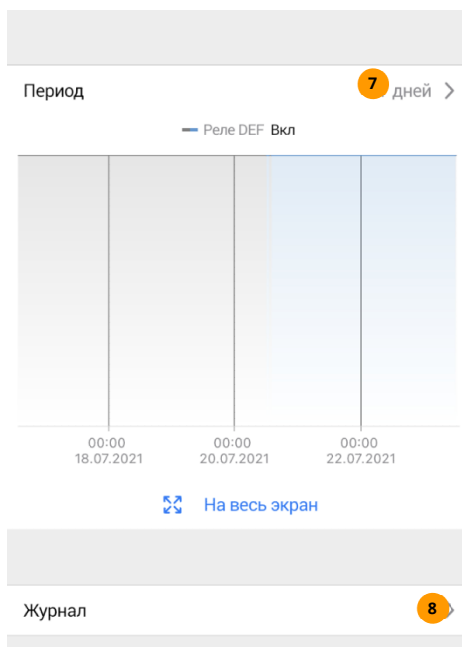 Период 7 дней
Реле DEF Вкл
00:00 00:00 00:00
18.07.2021 20.07.2021 22.07.2021
На весь экран
Журнал 8